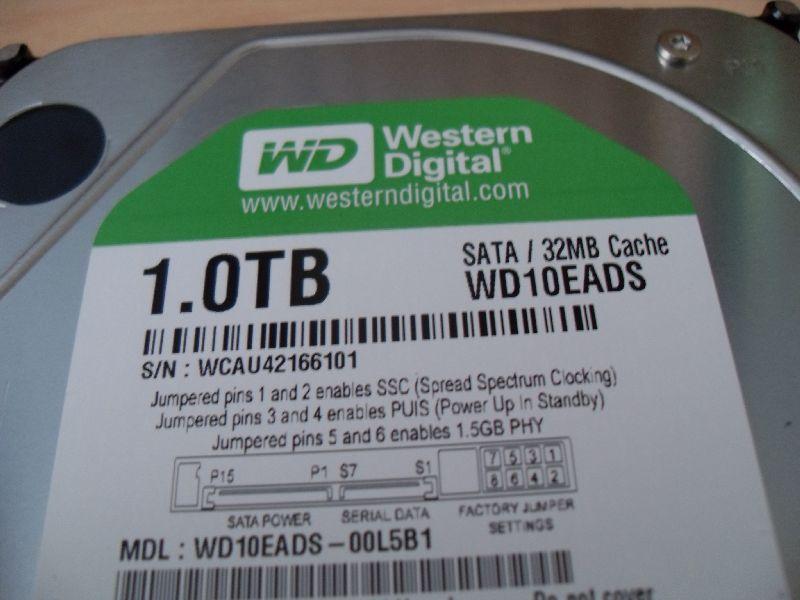 WD Western Digital®
www.westerndigital.com
1.0TB
SATA / 32MB Cache
WD10EADS
S/N : WCAU42166101
Jumpered pins 1 and 2 enables SSC (Spread Spectrum Clocking)
Jumpered pins 3 and 4 enables PUIS (Power Up In Standby)
Jumpered pins 5 and 6 enables 1.5GB PHY
P15 P1 S7 S1 7 5 3 1
8 6 4 2
SATA POWER SERIAL DATA FACTORY JUMPER SETTINGS
MDL : WD10EADS-00L5B1
Do not cover